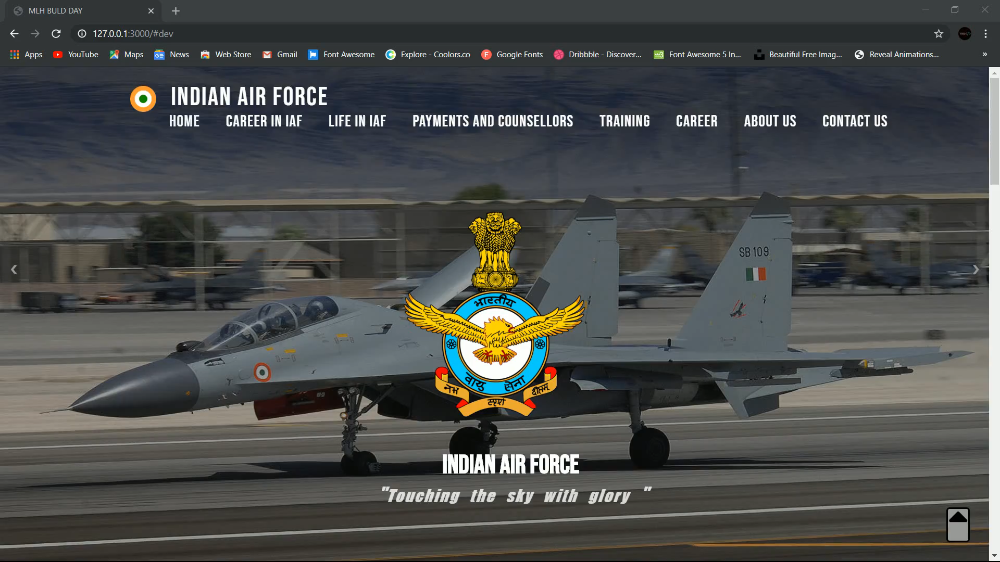 MLH BULD DAY
127.0.0.1:3000/#dev
Apps YouTube Maps News Web Store Gmail Font Awesome Explore - Coolors.co Google Fonts Dribbble - Discover... Font Awesome 5 In... Beautiful Free Imag... Reveal Animations... »
INDIAN AIR FORCE
HOME CAREER IN IAF LIFE IN IAF PAYMENTS AND COUNSELLORS TRAINING CAREER ABOUT US CONTACT US
SB 109
भारतीय
वायु सेना
नभ स्पृशं दीप्तम्
INDIAN AIR FORCE
"Touching the sky with glory "